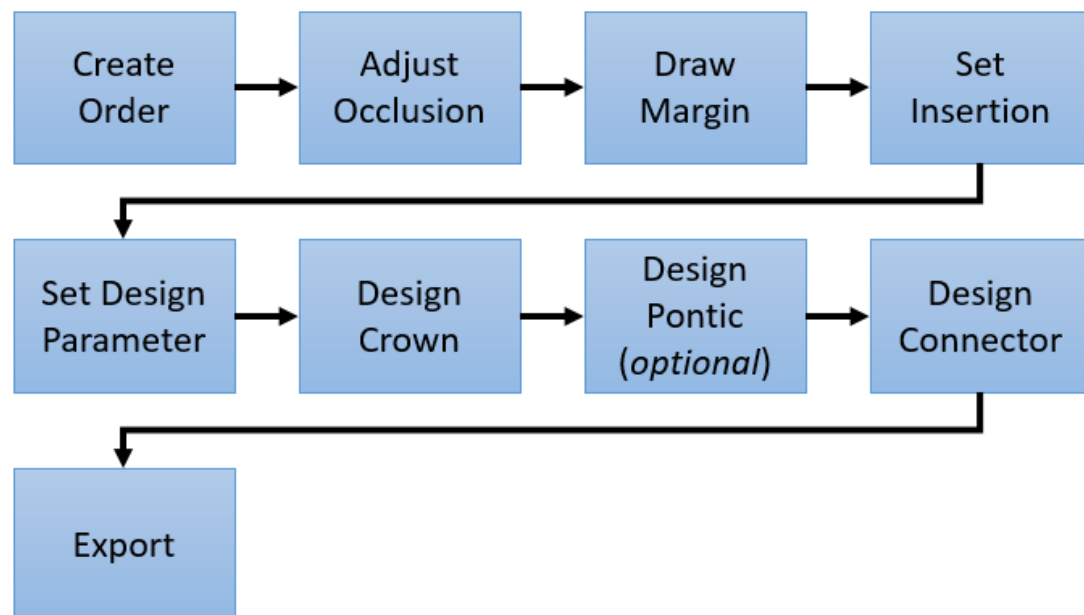 Create
Order
Adjust
Occlusion
Draw
Margin
Set
Insertion
Set Design
Parameter
Design
Crown
Design
Pontic
(optional)
Design
Connector
Export